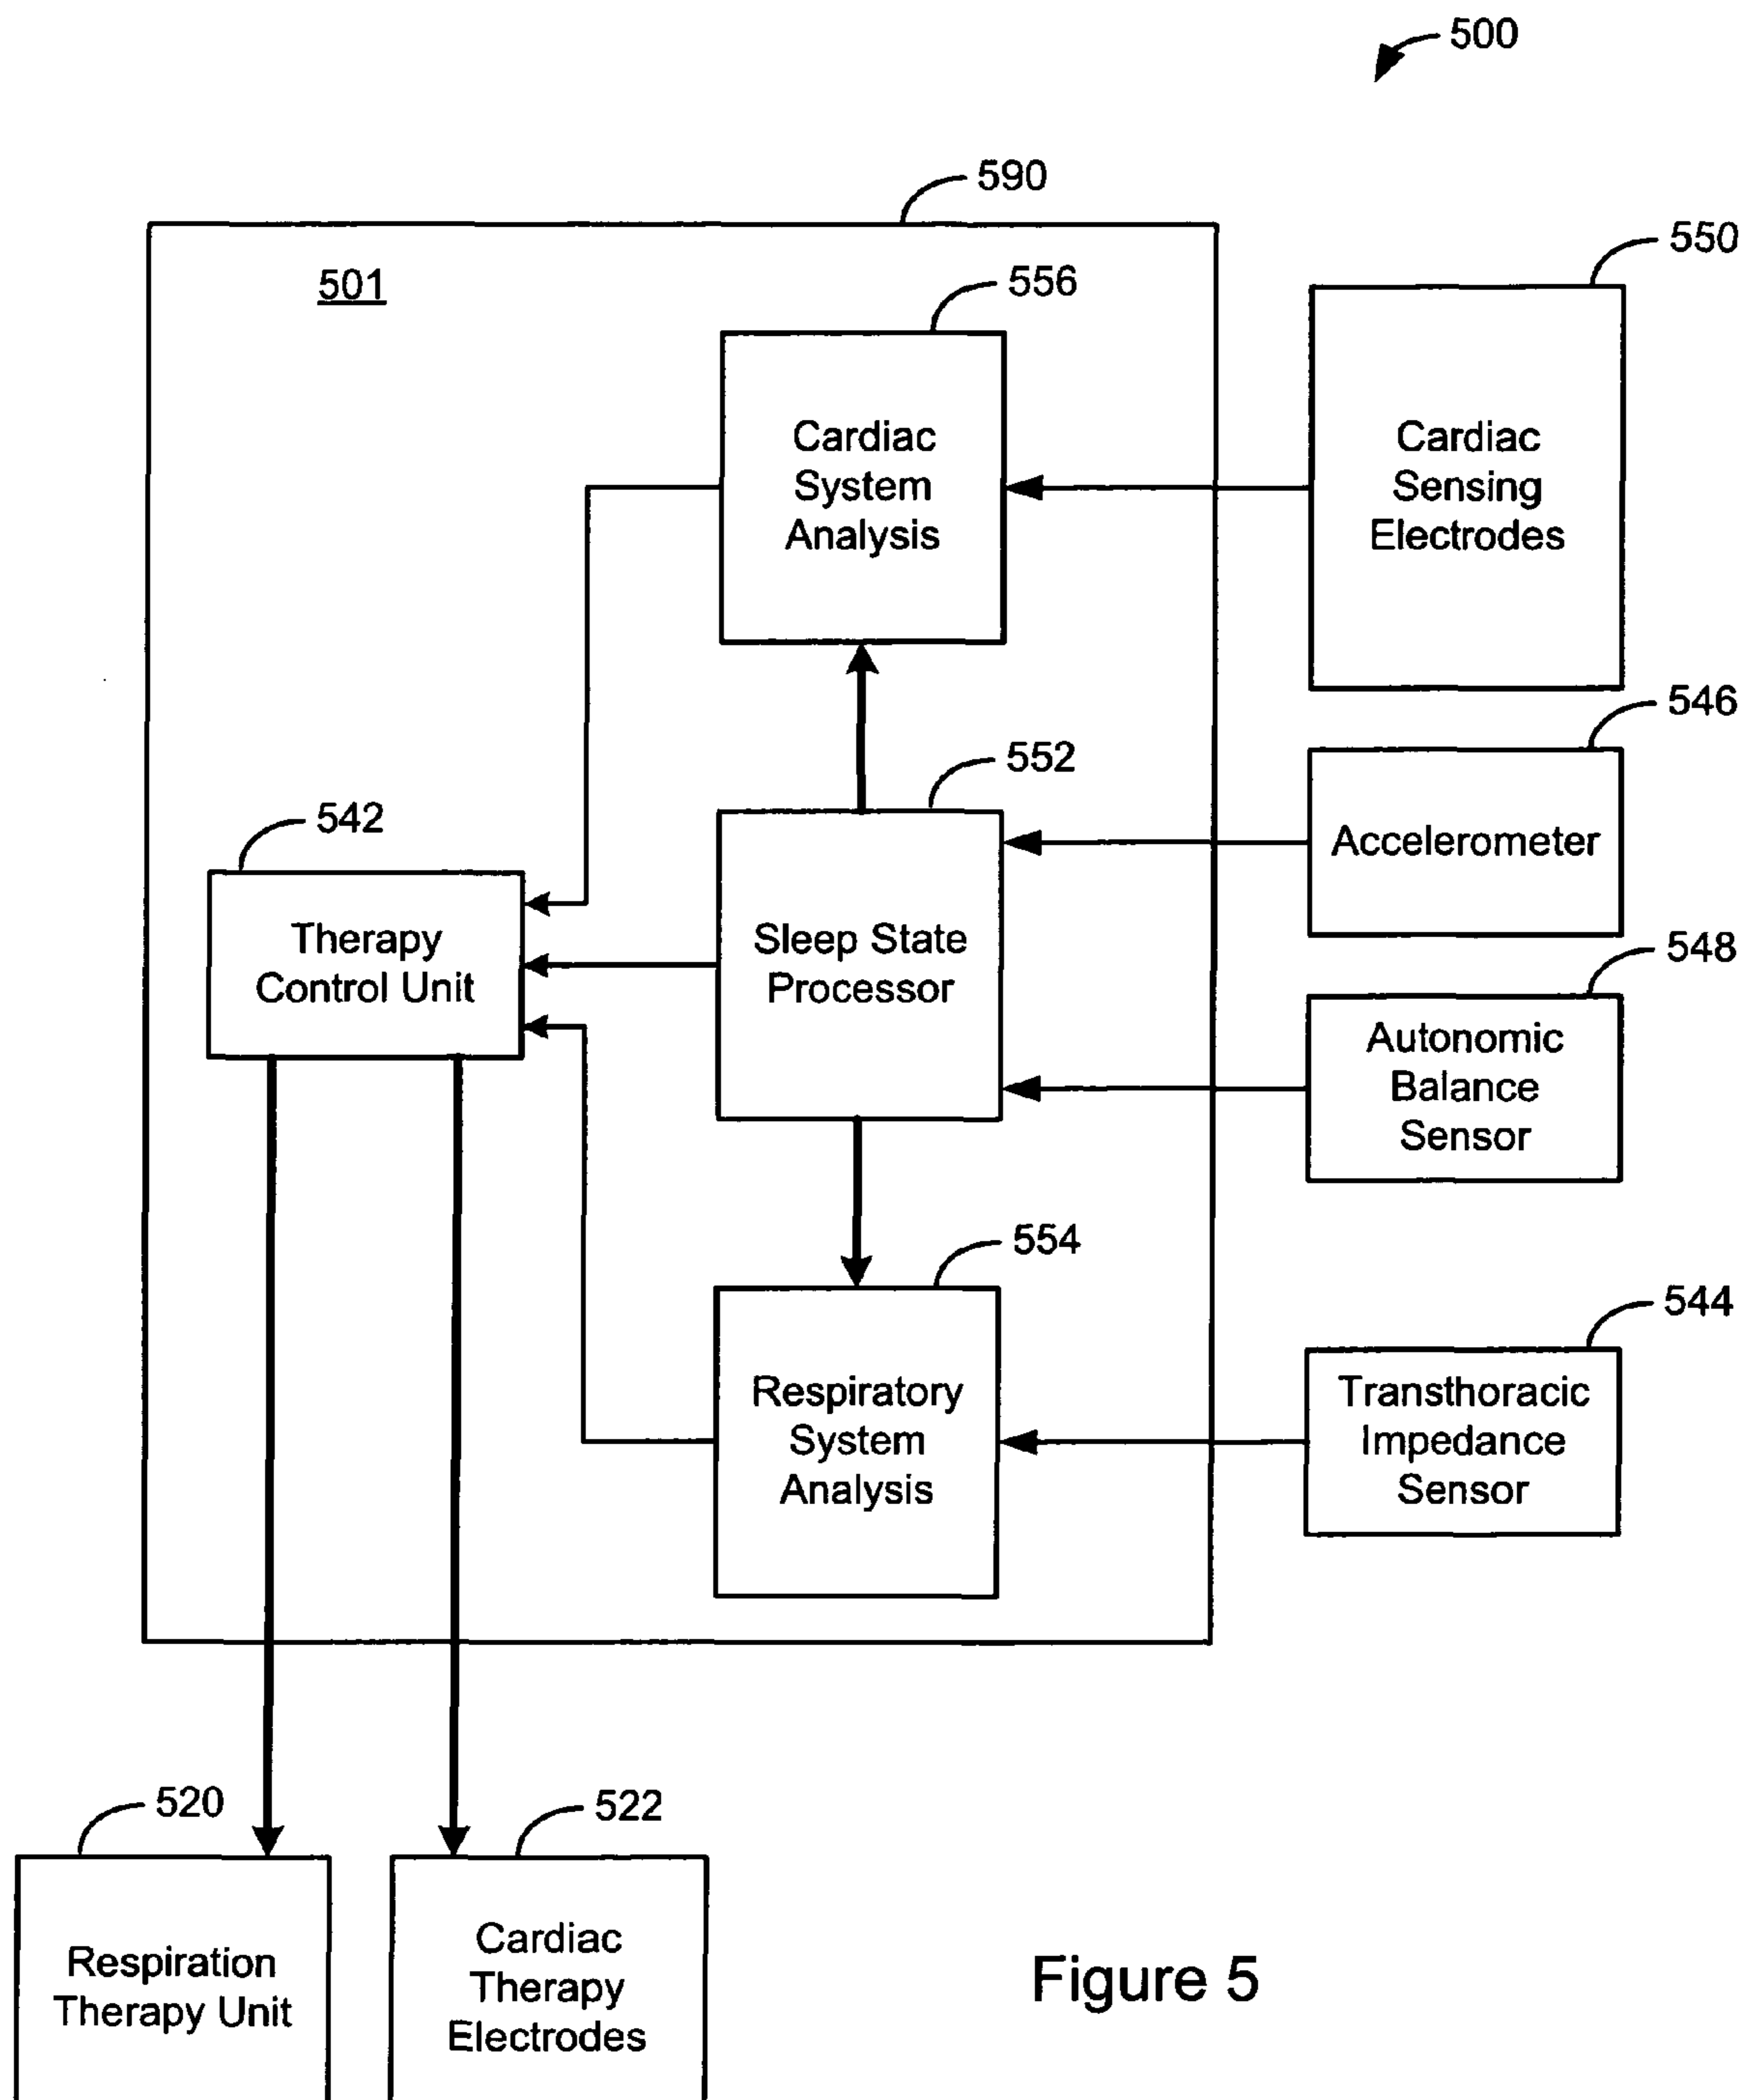 500
590
550
501
556
Cardiac
System
Analysis
Cardiac
Sensing
Electrodes
546
552
Accelerometer
542
Therapy
Control Unit
Sleep State
Processor
548
Autonomic
Balance
Sensor
554
544
Respiratory
System
Analysis
Transthoracic
Impedance
Sensor
520
522
Respiration
Therapy Unit
Cardiac
Therapy
Electrodes
Figure 5